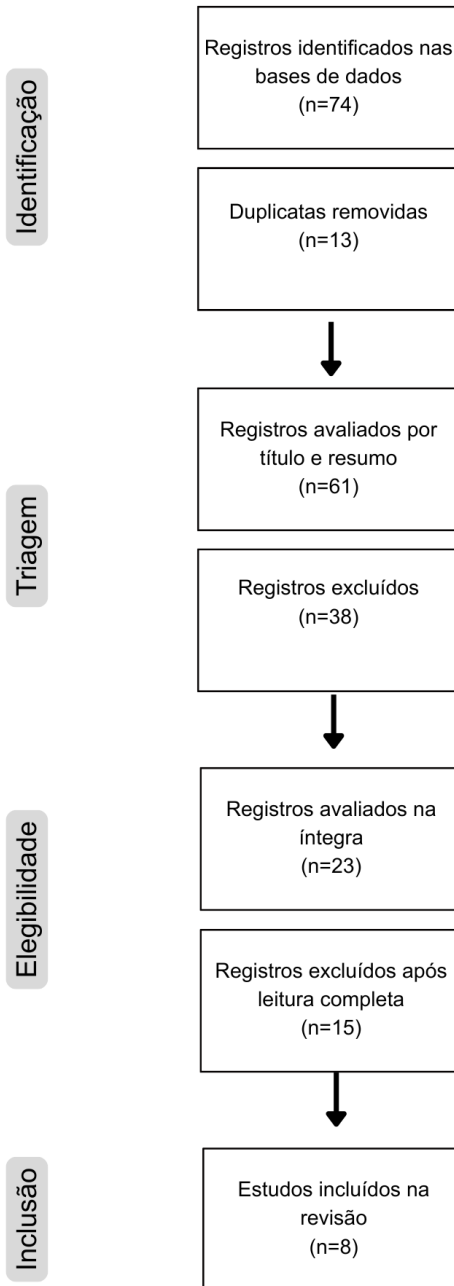 Identificação
Registros identificados nas
bases de dados
(n=74)
Duplicatas removidas
(n=13)
Triagem
Registros avaliados por
título e resumo
(n=61)
Registros excluídos
(n=38)
Elegibilidade
Registros avaliados na
íntegra
(n=23)
Registros excluídos após
leitura completa
(n=15)
Inclusão
Estudos incluídos na
revisão
(n=8)